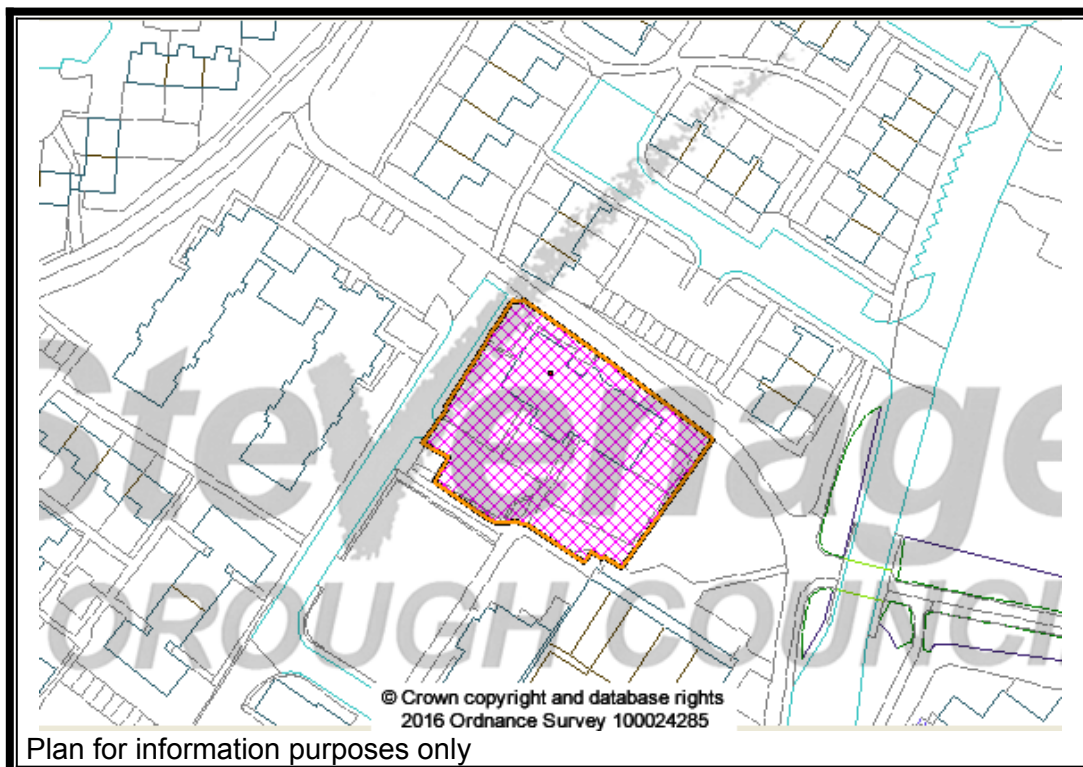 Stevenage
BOROUGH COUNCIL
© Crown copyright and database rights
2016 Ordnance Survey 100024285
Plan for information purposes only